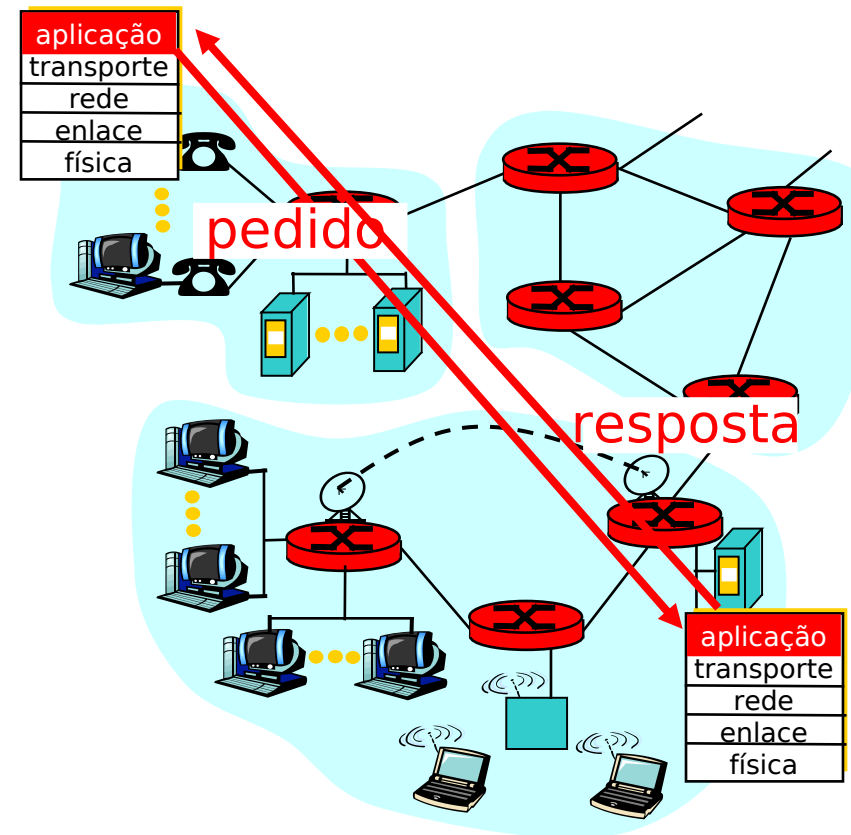 aplicação
transporte
rede
enlace
física
pedido
resposta
aplicação
transporte
rede
enlace
física